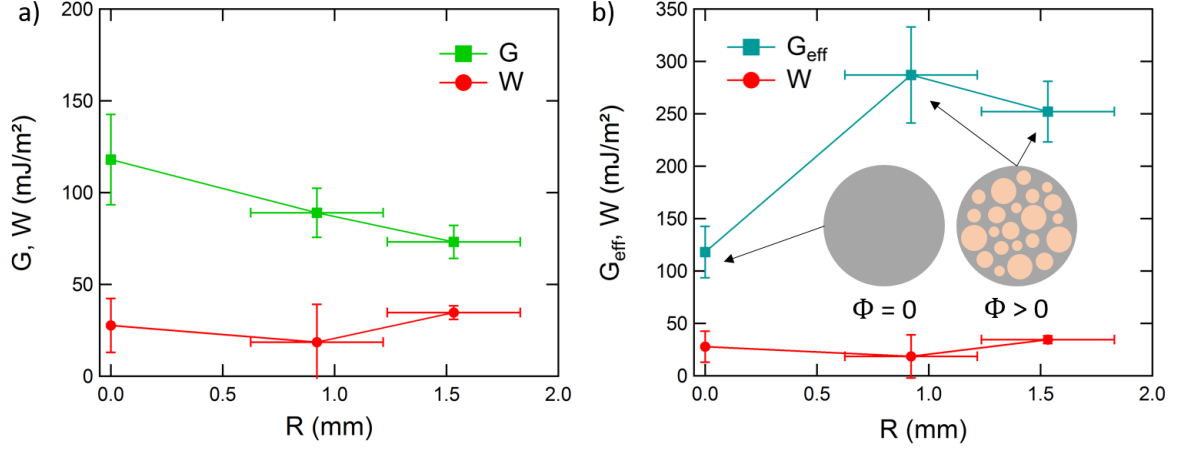 a)
200
150
100
50
0
G, W (mJ/m²)
G
W
0.0 0.5 1.0 1.5 2.0
R (mm)
b)
350
300
250
200
150
100
50
0
G_eff, W (mJ/m²)
G_eff
W
Φ = 0 Φ > 0
0.0 0.5 1.0 1.5 2.0
R (mm)